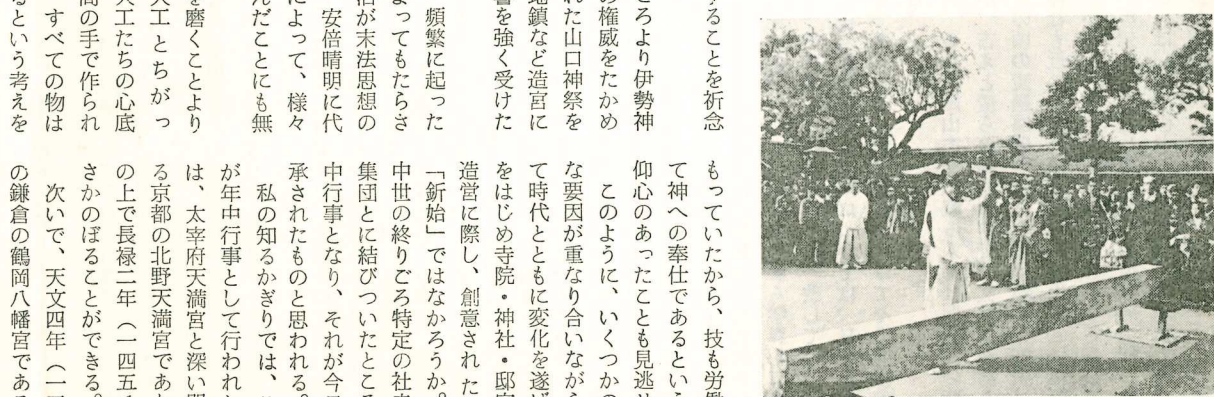 ることを祈念
ころより伊勢神
の権威をたかめ
れた山口神祭を
地鎮など造宮に
響を強く受けた
頻繁に起った
よってもたらさ
が末法思想の
安倍晴明に代
によって、様々
んだことにも無
を磨くことより
工とちがっ
大工たちの心底
間の手で作られ
すべての物は
るという考えを
もっていたから、技も労働
て神への奉仕であるという
仰心のあったことも見逃せ
このように、いくつかの
な要因が重なり合いながら
て時代とともに変化を遂げ
をはじめ寺院・神社・邸
造営に際し、創意された
「釿始」ではなかろうか。
中世の終りごろ特定の社
集団とに結びついたところ
中行事となり、それが今
承されたものと思われる。
私の知るかぎりでは、
が年中行事として行われ
は、太宰府天満宮と深い
る京都の北野天満宮であ
の上で長禄二年（一四五
さかのぼることができる。
次いで、天文四年（一
の鎌倉の鶴岡八幡宮である